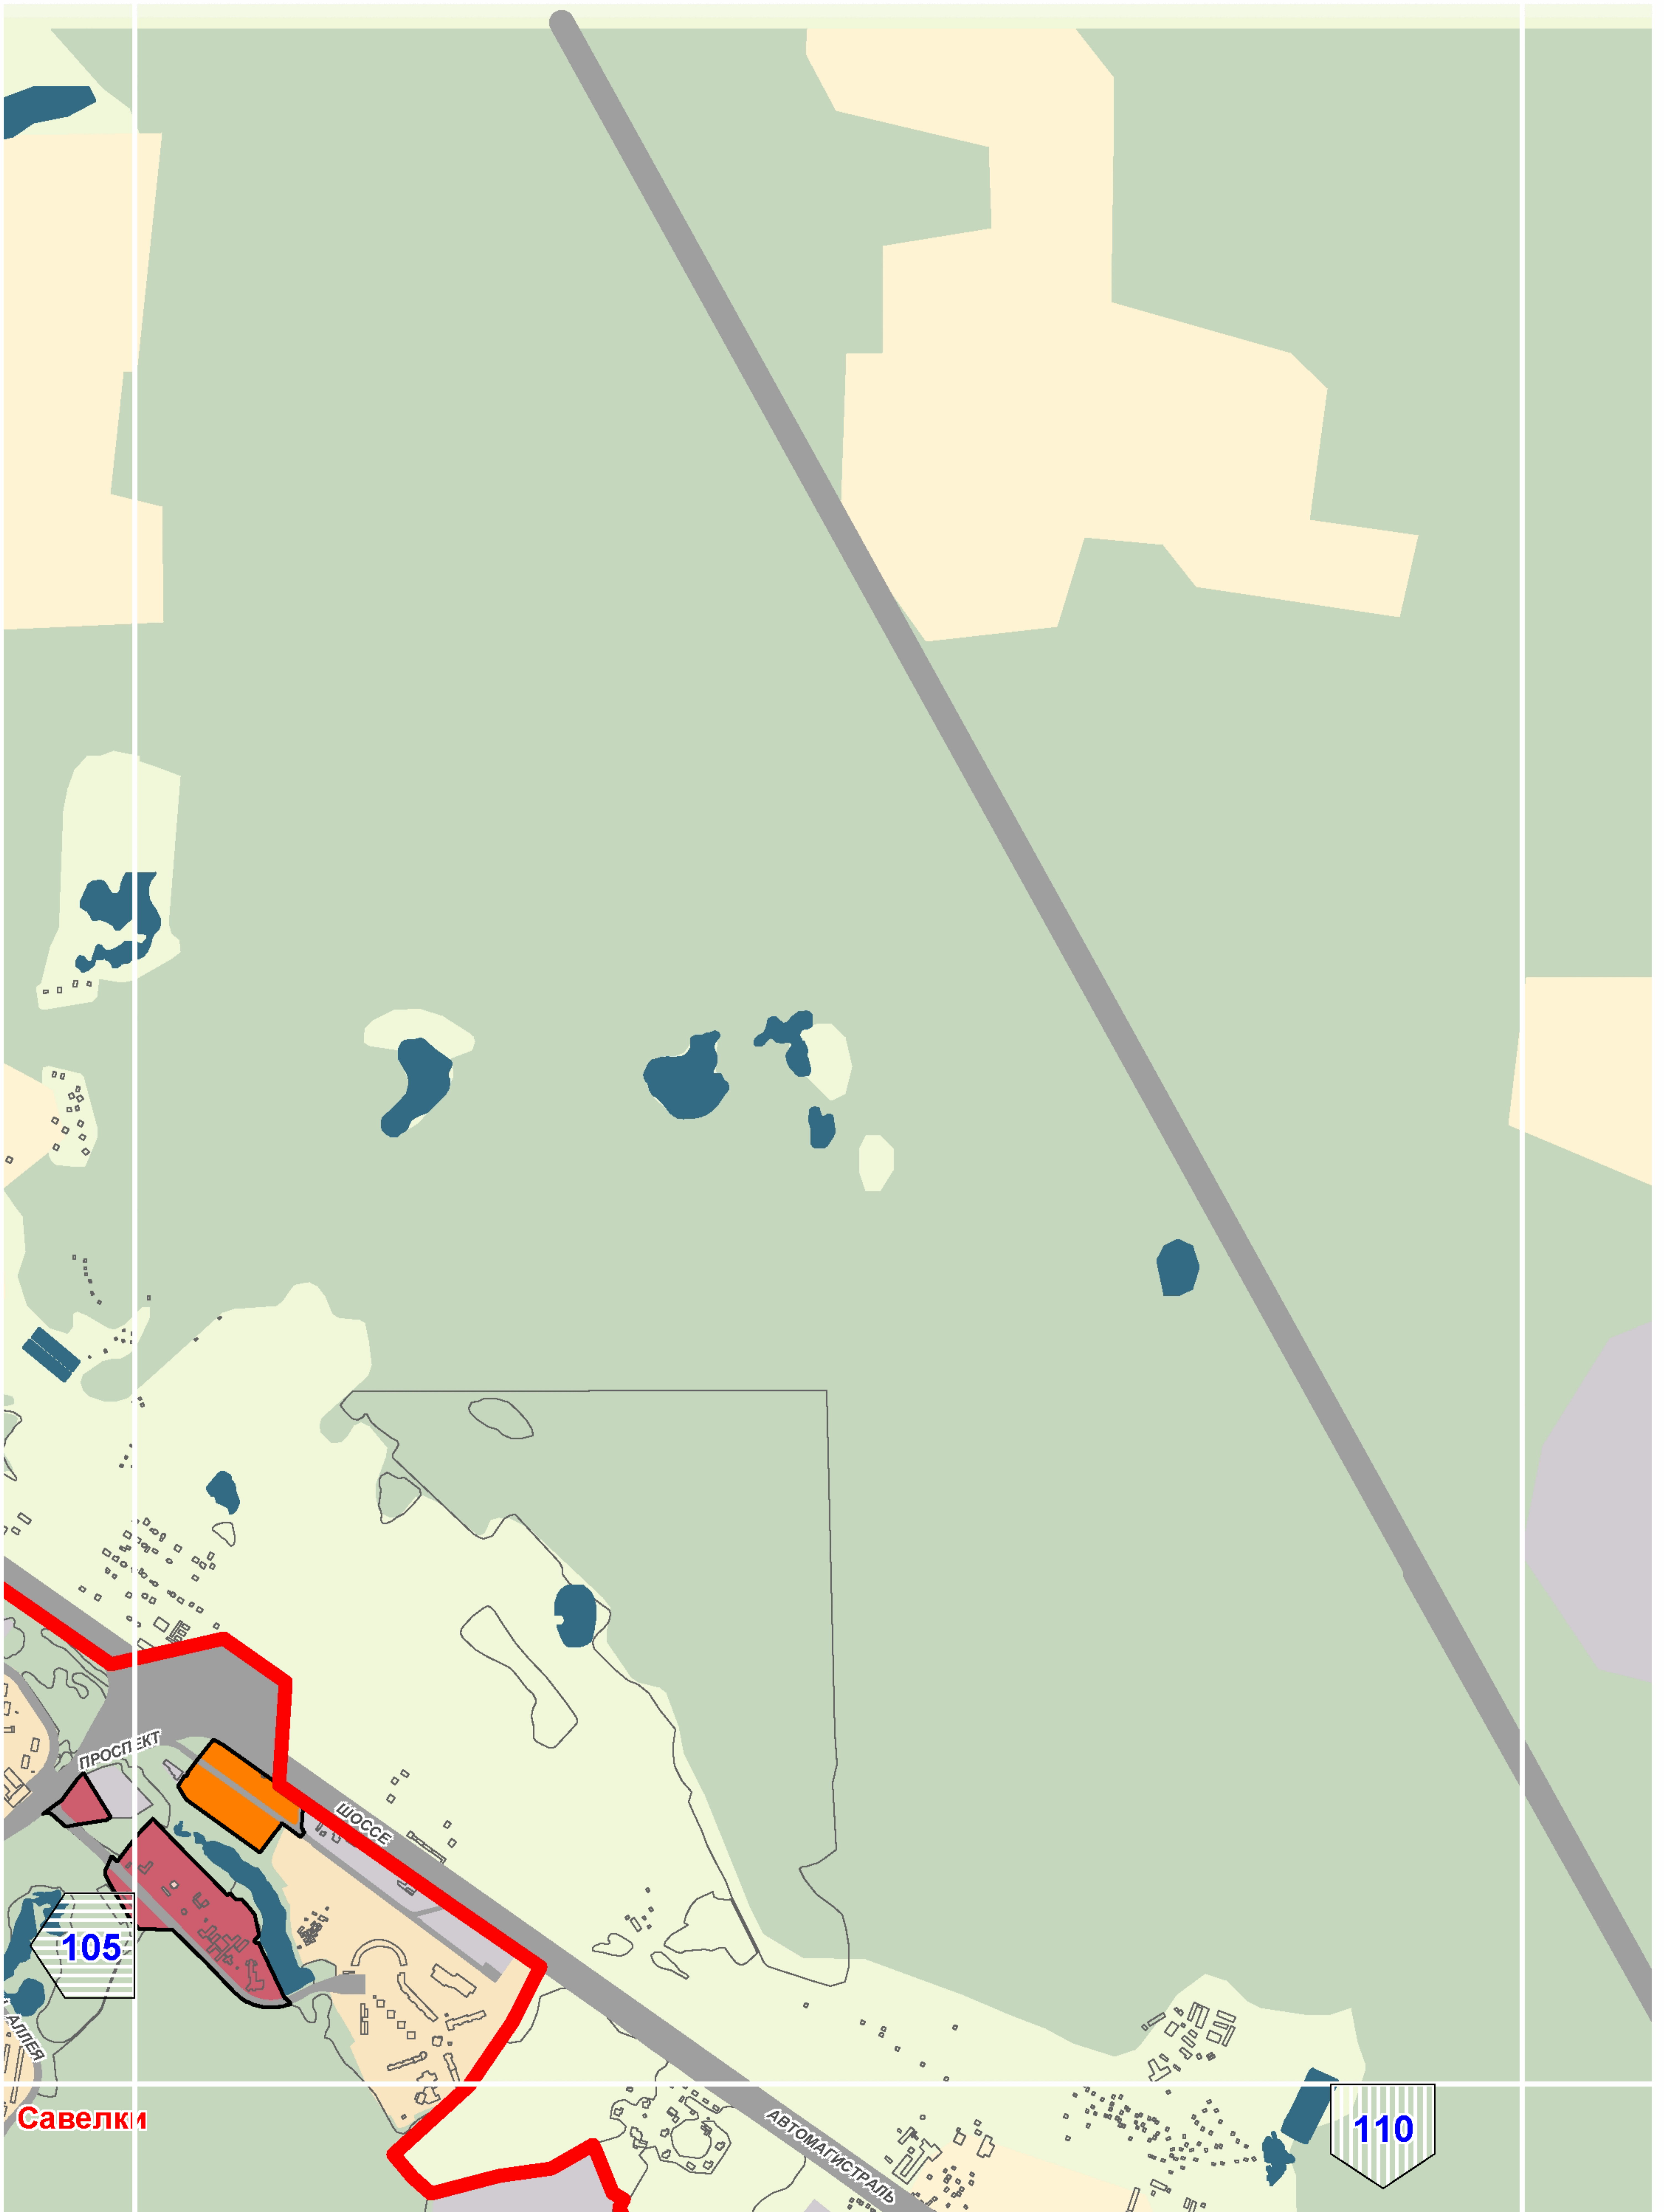 ПРОСПЕКТ
ШОССЕ
105
АЛЛЕЯ
Савелки
АВТОМАГИСТРАЛЬ
110